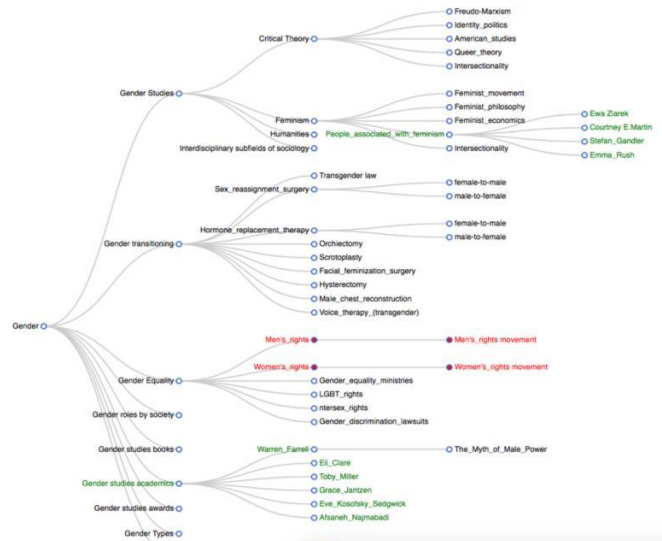 Freudo-Marxism
Identity_politics
Critical Theory
American_studies
Queer_theory
Intersectionality
Gender Studies
Feminist_movement
Feminist_philosophy
Feminism
Feminist_economics
Humanities
People_associated_with_feminism
Interdisciplinary subfields of sociology
Intersectionality
Ewa Ziarek
Courtney E.Martin
Stefan_Gandler
Emma_Rush
Transgender law
Sex_reassignment_surgery
female-to-male
male-to-female
Hormone_replacement_therapy
female-to-male
male-to-female
Gender transitioning
Orchiectomy
Scrotoplasty
Facial_feminization_surgery
Hysterectomy
Male_chest_reconstruction
Voice_therapy_(transgender)
Gender
Men's_rights
Men's_rights movement
Women's_rights
Women's_rights movement
Gender Equality
Gender_equality_ministries
LGBT_rights
ntersex_rights
Gender_discrimination_lawsuits
Gender roles by society
Gender studies books
Warren_Farrell
The_Myth_of_Male_Power
Eli_Clare
Toby_Miller
Gender studies academics
Grace_Jantzen
Eve_Kosofsky_Sedgwick
Afsaneh_Najmabadi
Gender studies awards
Gender Types